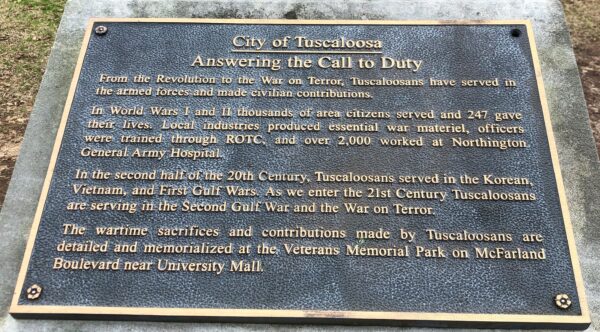 City of Tuscaloosa
Answering the Call to Duty
From the Revolution to the War on Terror, Tuscaloosans have served in
the armed forces and made civilian contributions.
In World Wars I and II thousands of area citizens served and 247 gave
their lives. Local industries produced essential war materiel, officers
were trained through ROTC, and over 2,000 worked at Northington
General Army Hospital.
In the second half of the 20th Century, Tuscaloosans served in the Korean,
Vietnam, and First Gulf Wars. As we enter the 21st Century Tuscaloosans
are serving in the Second Gulf War and the War on Terror.
The wartime sacrifices and contributions made by Tuscaloosans are
detailed and memorialized at the Veterans Memorial Park on McFarland
Boulevard near University Mall.